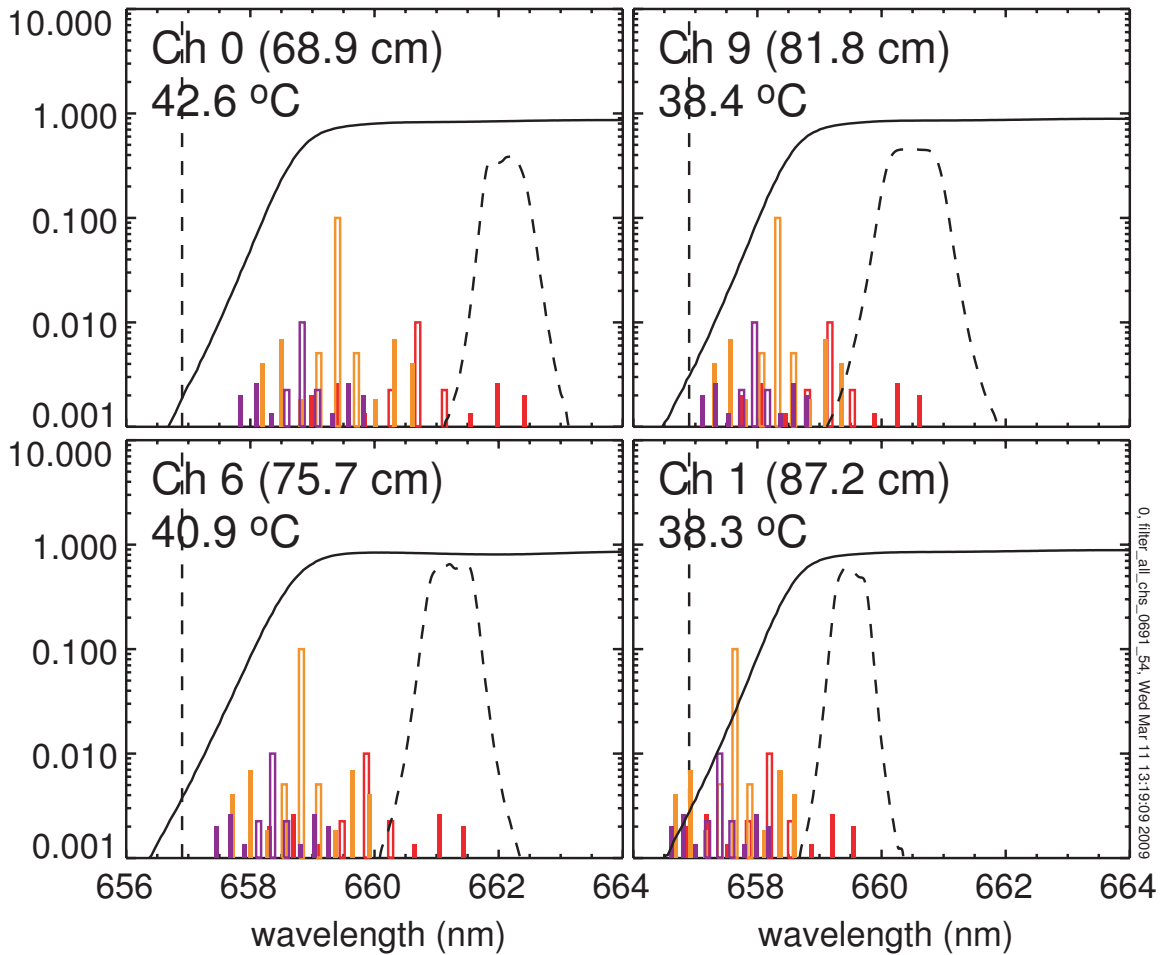 10.000
1.000
0.100
0.010
0.001
Ch 0 (68.9 cm)
42.6 ºC
Ch 9 (81.8 cm)
38.4 ºC
10.000
1.000
0.100
0.010
0.001
Ch 6 (75.7 cm)
40.9 ºC
Ch 1 (87.2 cm)
38.3 ºC
656 658 660 662 664
658 660 662 664
wavelength (nm)
wavelength (nm)
0, filter_all_chs_0691_54, Wed Mar 11 13:19:09 2009